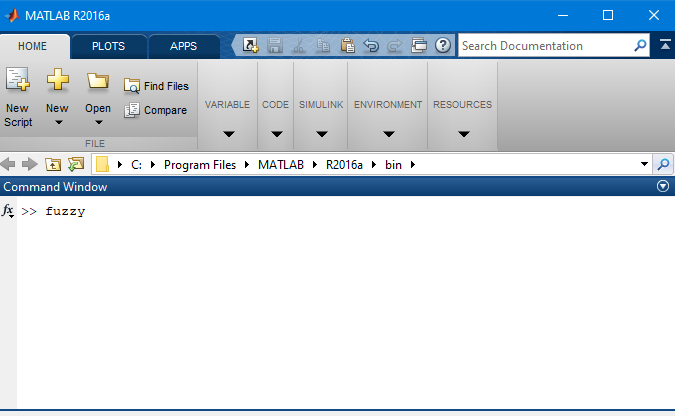 MATLAB R2016a
HOME PLOTS APPS Search Documentation
New Script
New
Open
Find Files
Compare
FILE
VARIABLE CODE SIMULINK ENVIRONMENT RESOURCES
C: Program Files MATLAB R2016a bin
Command Window
fx >> fuzzy